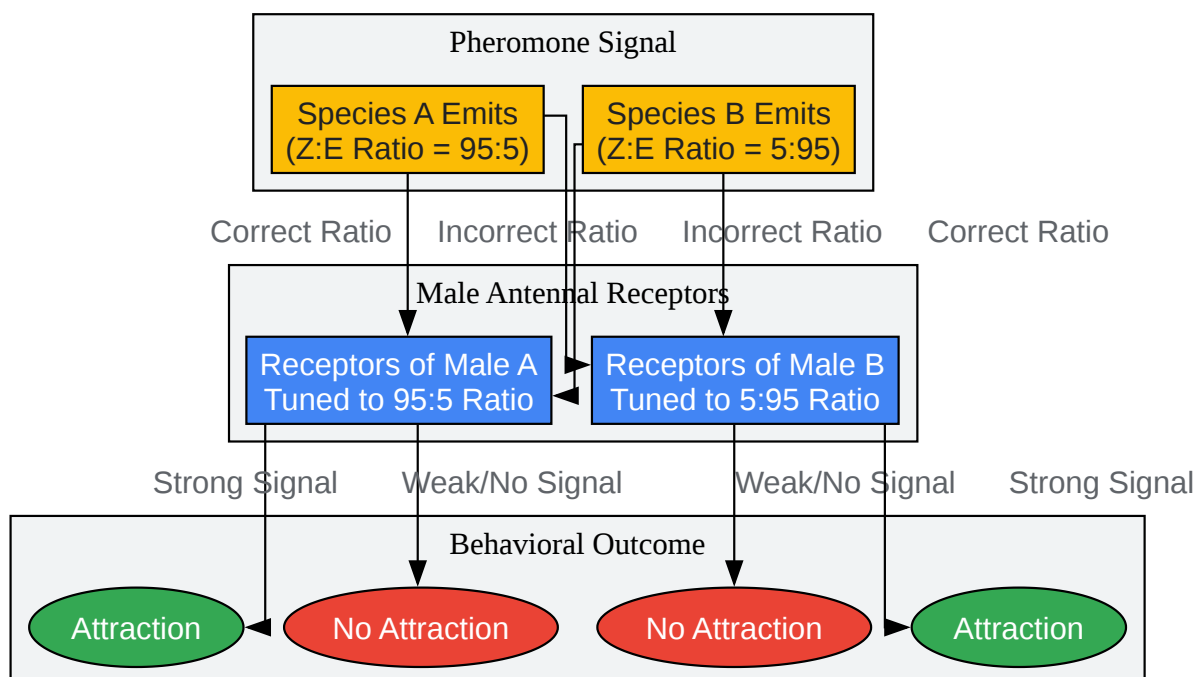 Pheromone Signal
Species A Emits
(Z:E Ratio = 95:5)
Species B Emits
(Z:E Ratio = 5:95)
Correct Ratio
Incorrect Ratio
Incorrect Ratio
Correct Ratio
Male Antennal Receptors
Receptors of Male A
Tuned to 95:5 Ratio
Receptors of Male B
Tuned to 5:95 Ratio
Strong Signal
Weak/No Signal
Weak/No Signal
Strong Signal
Behavioral Outcome
Attraction
No Attraction
No Attraction
Attraction